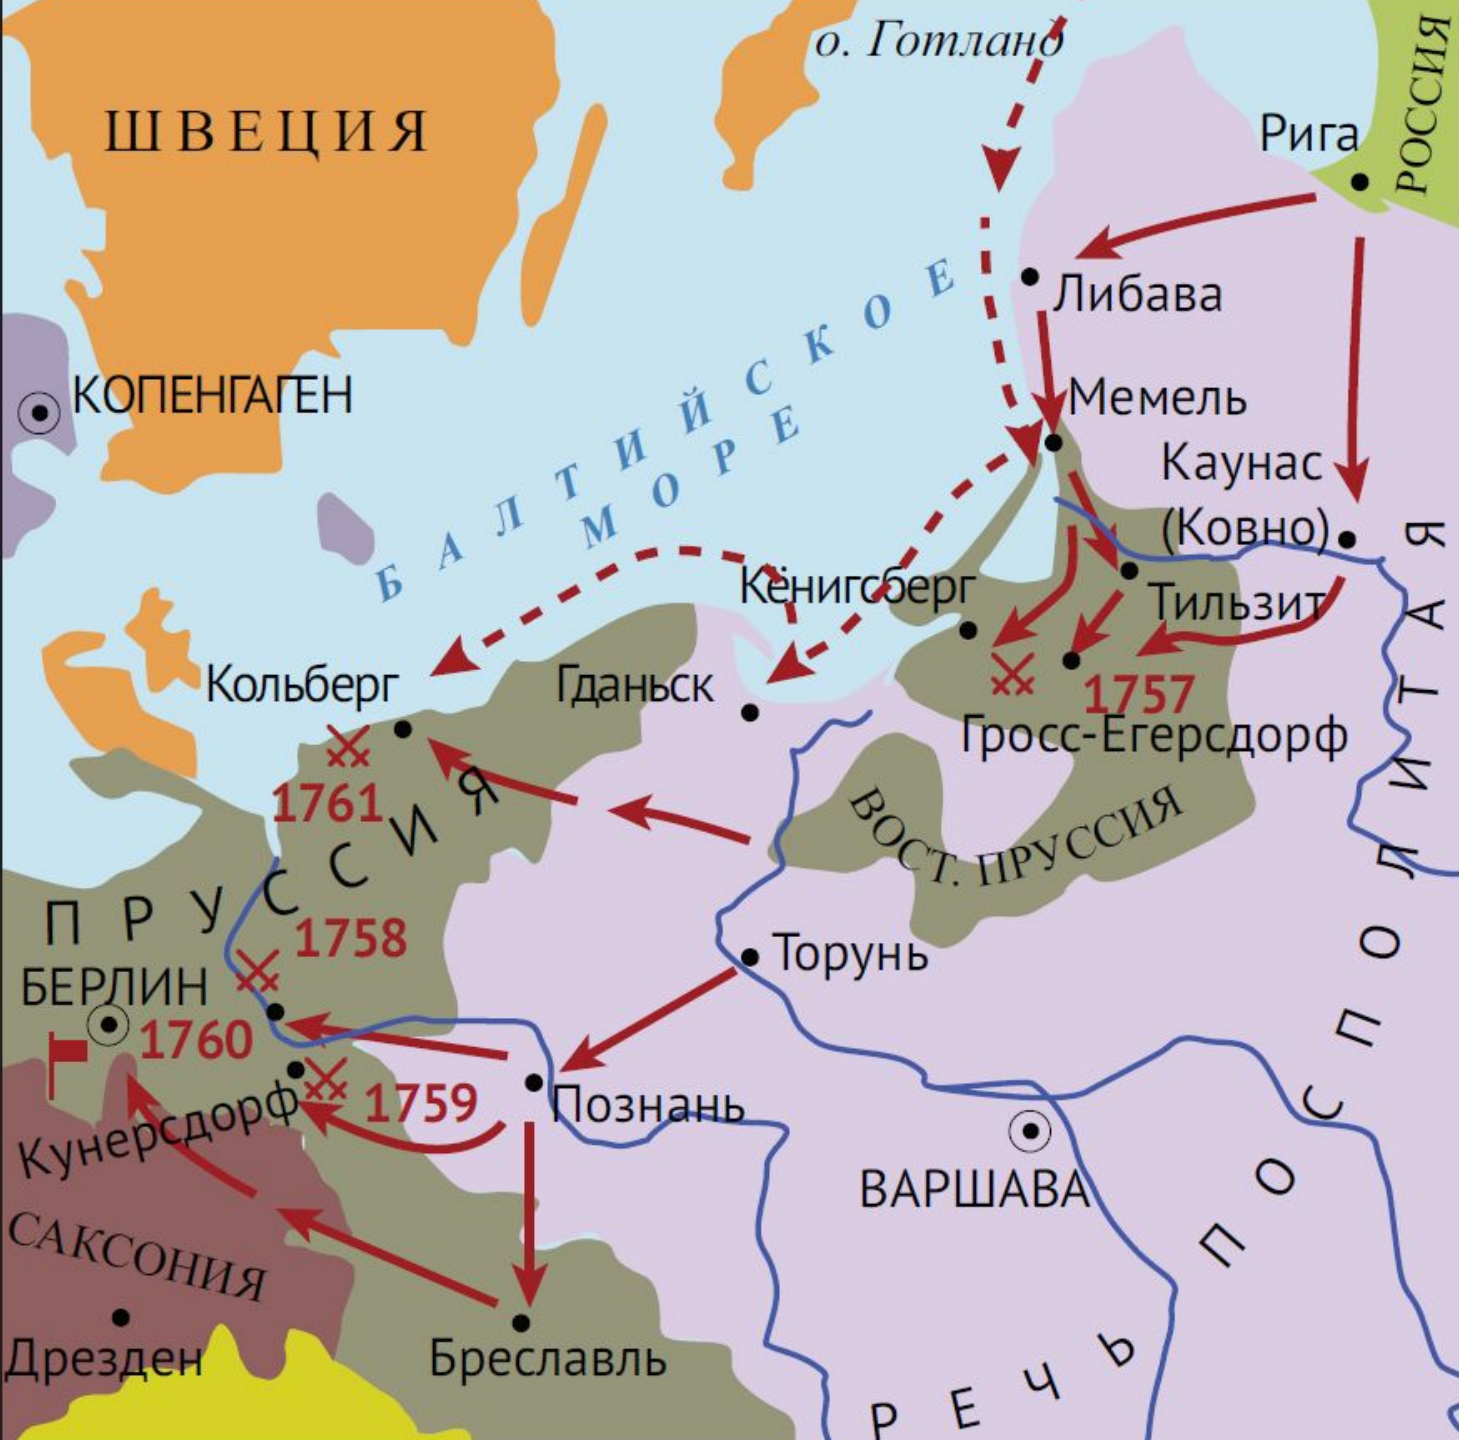 о. Готланд
РОССИЯ
ШВЕЦИЯ
Рига
Либава
БАЛТИЙСКОЕ
МОРЕ
КОПЕНГАГЕН
Мемель
Каунас
(Ковно)
Кёнигсберг
Тильзит
Кольберг
Гданьск
1757
Гросс-Егерсдорф
1761
ВОСТ. ПРУССИЯ
ПРУССИЯ
1758
Торунь
БЕРЛИН
1760
Кунерсдорф
1759
Познань
ВАРШАВА
САКСОНИЯ
Дрезден
Бреславль
РЕЧЬ ПОСПОЛИТАЯ